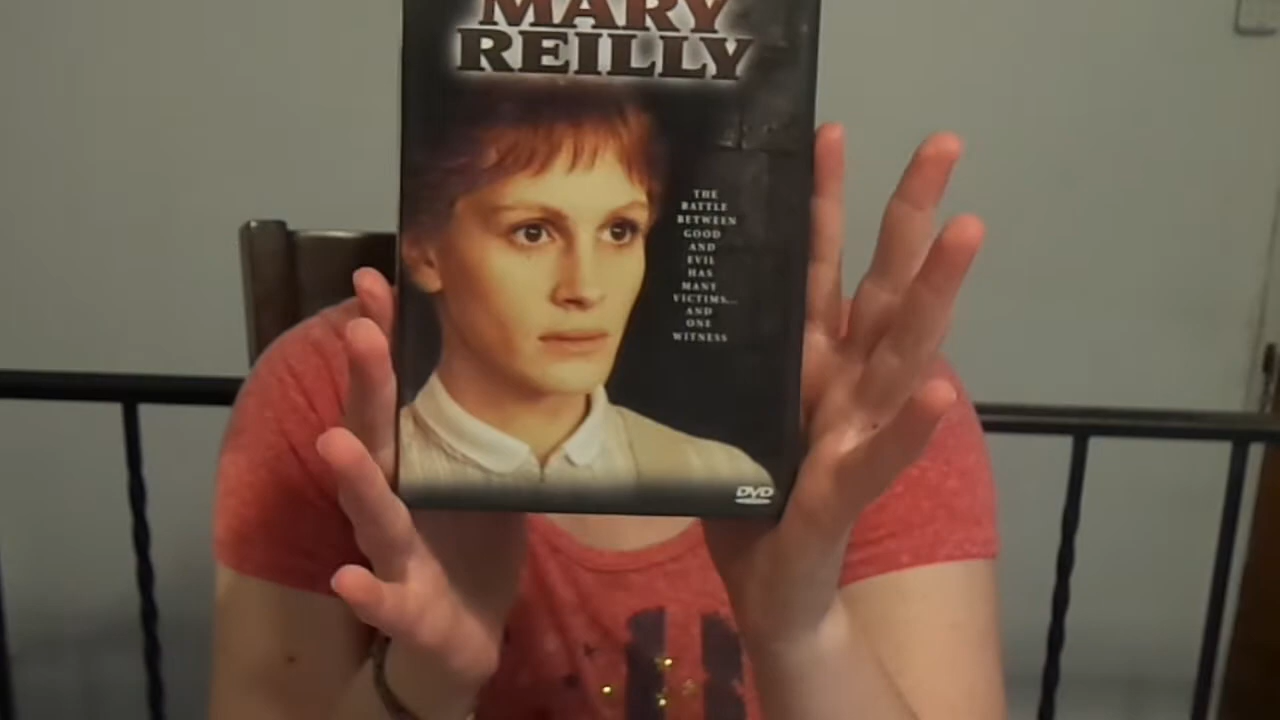 MARY
REILLY
THE
BATTLE
BETWEEN
GOOD
AND
EVIL
HAS
MANY
VICTIMS...
AND
ONE
WITNESS
DVD